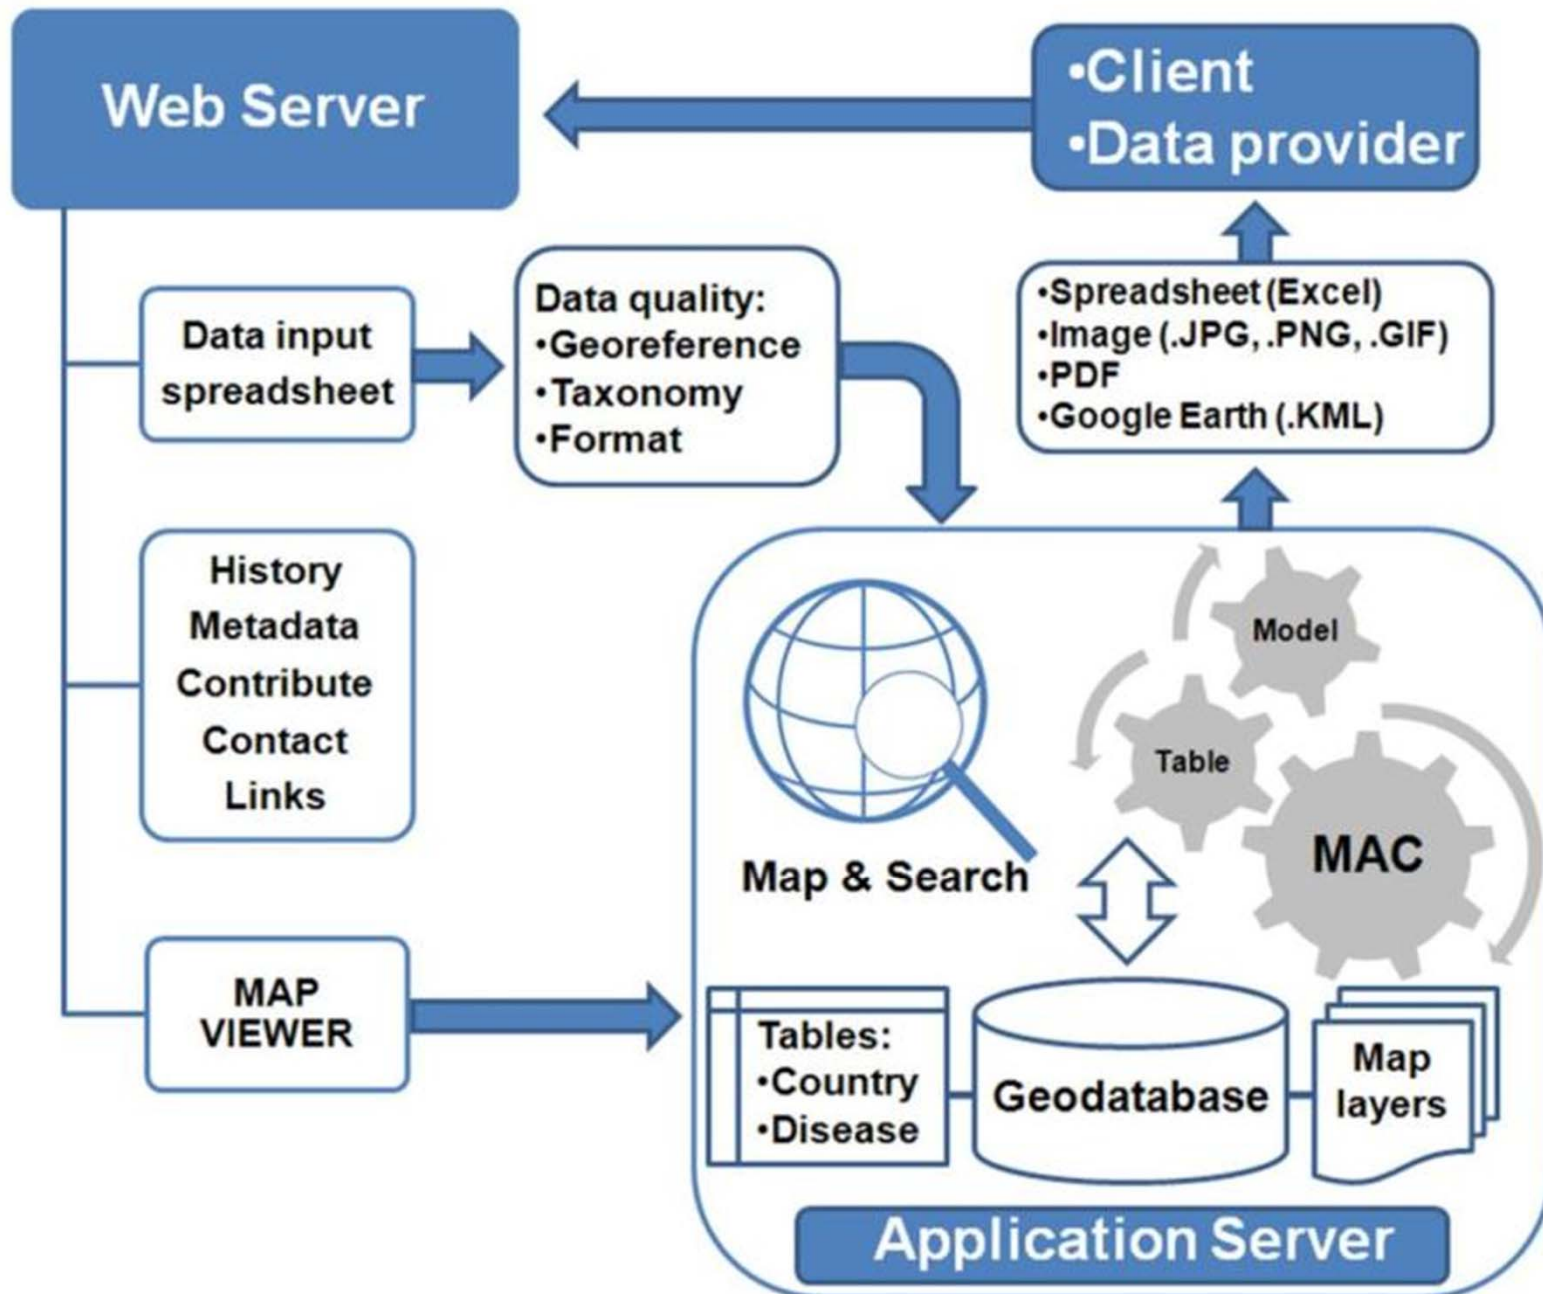 Web Server
•Client
•Data provider
Data input
spreadsheet
Data quality:
•Georeference
•Taxonomy
•Format
•Spreadsheet (Excel)
•Image (.JPG, .PNG, .GIF)
•PDF
•Google Earth (.KML)
History
Metadata
Contribute
Contact
Links
MAP
VIEWER
Map & Search
Model
Table
MAC
Tables:
•Country
•Disease
Geodatabase
Map
layers
Application Server